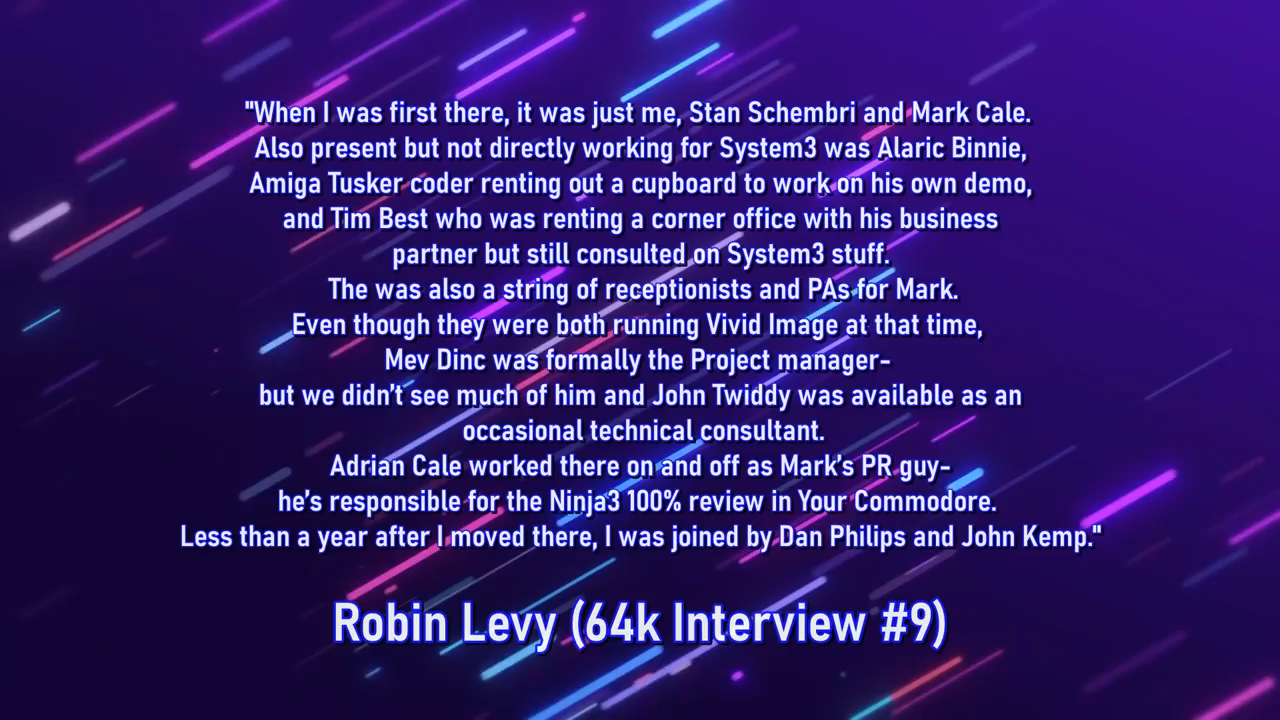 "When I was first there, it was just me, Stan Schembri and Mark Cale.
Also present but not directly working for System3 was Alaric Binnie,
Amiga Tusker coder renting out a cupboard to work on his own demo,
and Tim Best who was renting a corner office with his business
partner but still consulted on System3 stuff.
The was also a string of receptionists and PAs for Mark.
Even though they were both running Vivid Image at that time,
Mev Dinc was formally the Project manager-
but we didn’t see much of him and John Twiddy was available as an
occasional technical consultant.
Adrian Cale worked there on and off as Mark’s PR guy-
he’s responsible for the Ninja3 100% review in Your Commodore.
Less than a year after I moved there, I was joined by Dan Philips and John Kemp."
Robin Levy (64k Interview #9)